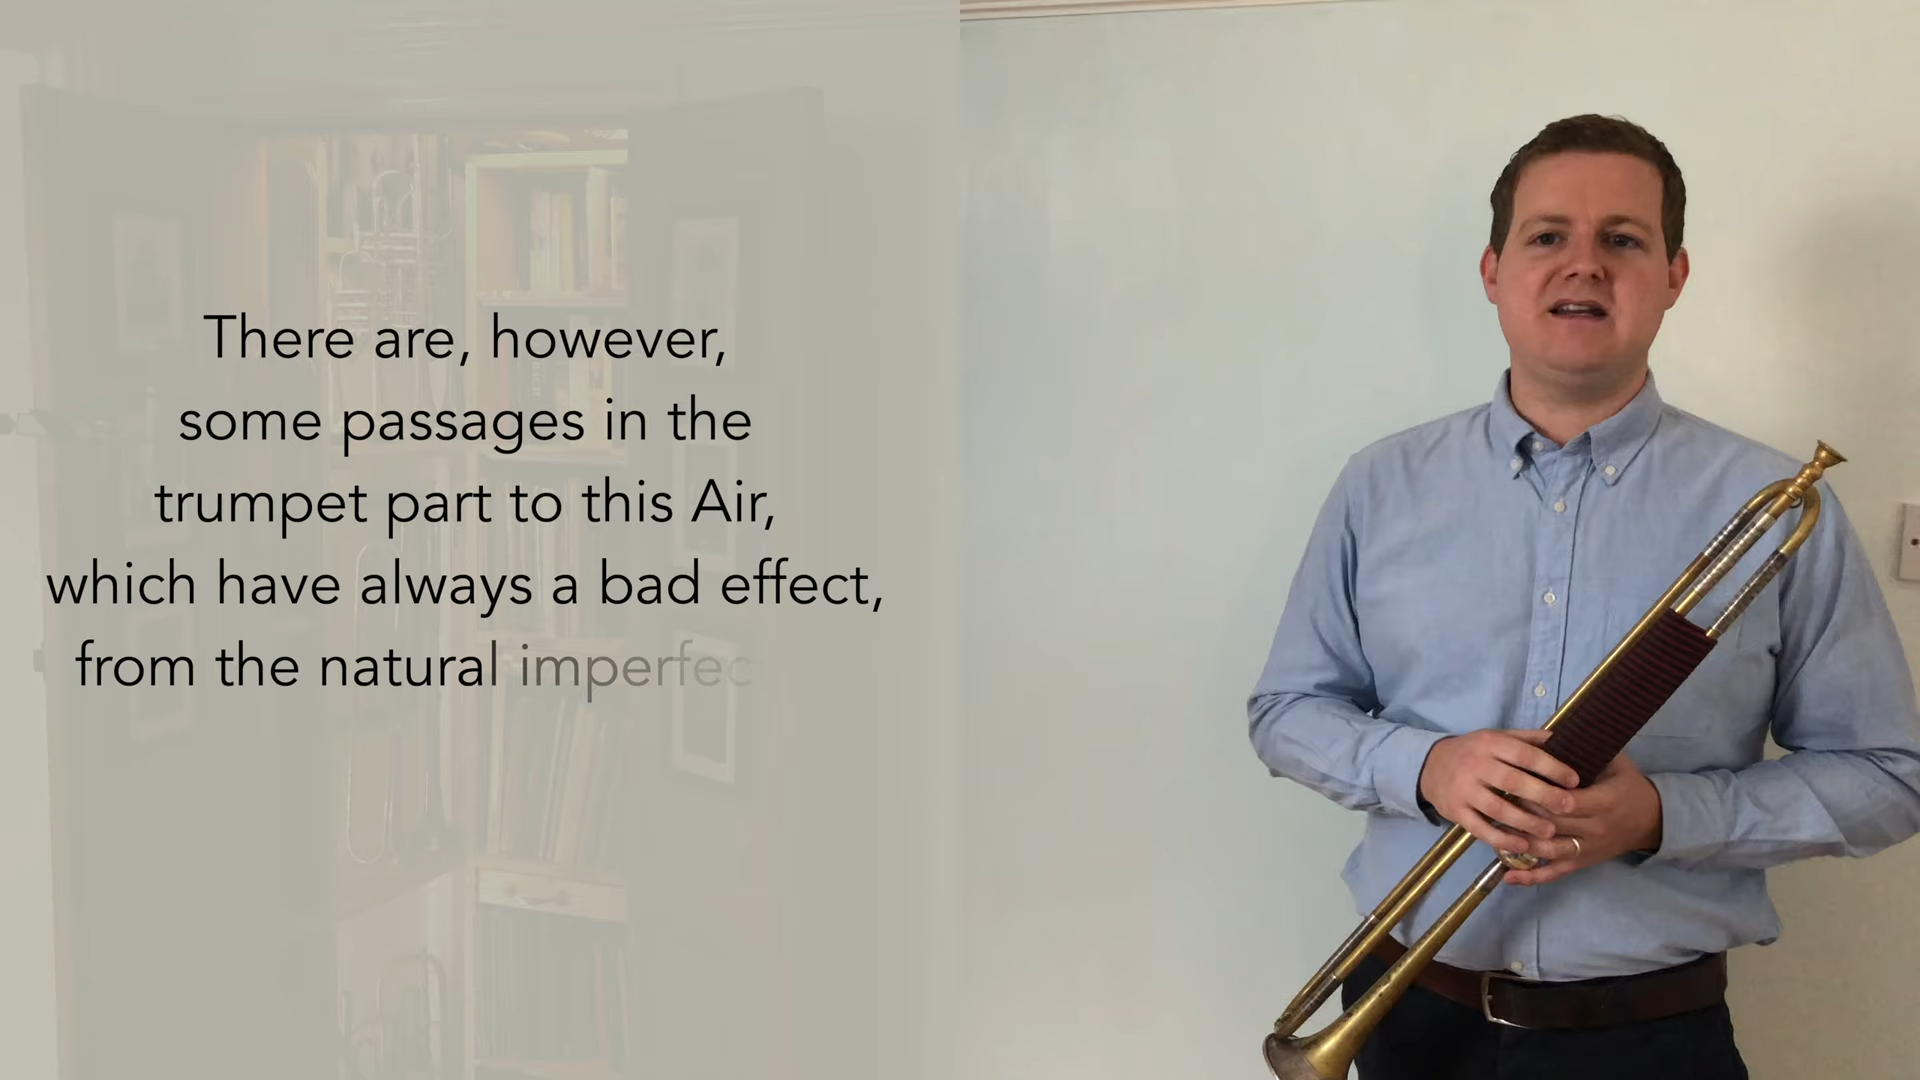 There are, however,
some passages in the
trumpet part to this Air,
which have always a bad effect,
from the natural imperfec